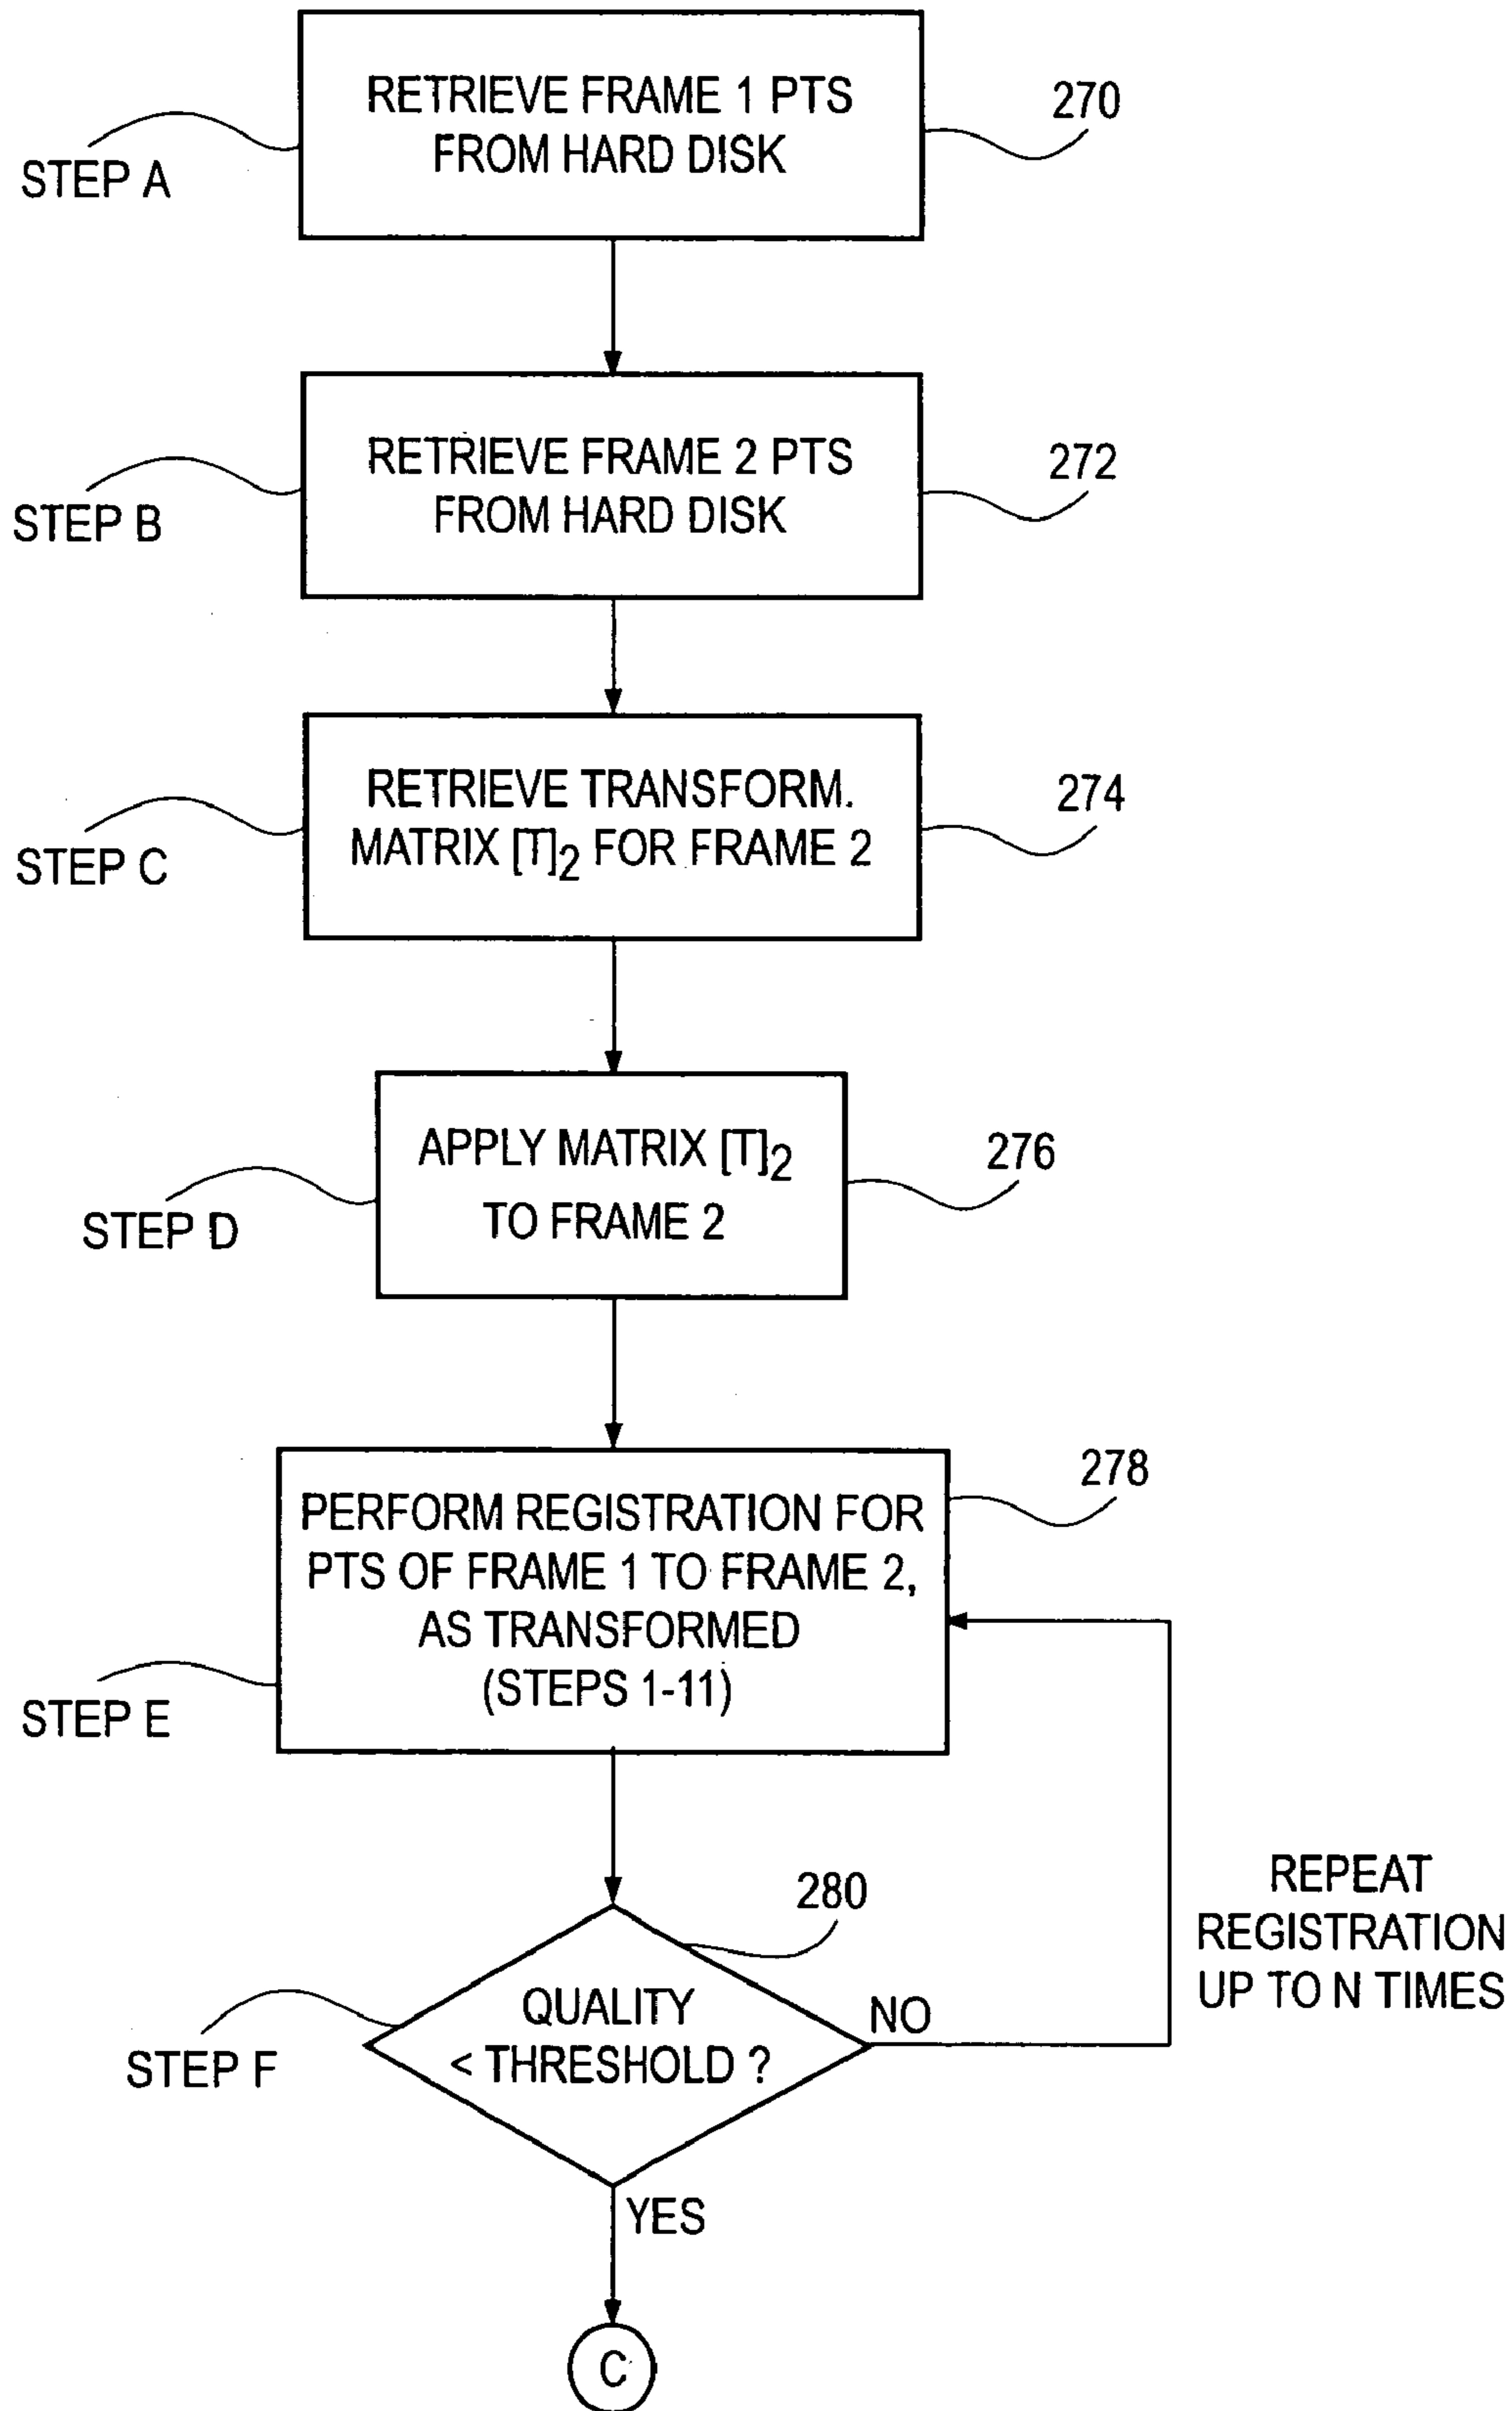 RETRIEVE FRAME 1 PTS
FROM HARD DISK
270
STEP A
RETRIEVE FRAME 2 PTS
FROM HARD DISK
272
STEP B
RETRIEVE TRANSFORM.
MATRIX [T]2 FOR FRAME 2
274
STEP C
APPLY MATRIX [T]2
TO FRAME 2
276
STEP D
PERFORM REGISTRATION FOR
PTS OF FRAME 1 TO FRAME 2,
AS TRANSFORMED
(STEPS 1-11)
278
STEP E
280
QUALITY
< THRESHOLD ?
STEP F
NO
REPEAT
REGISTRATION
UP TO N TIMES
YES
C